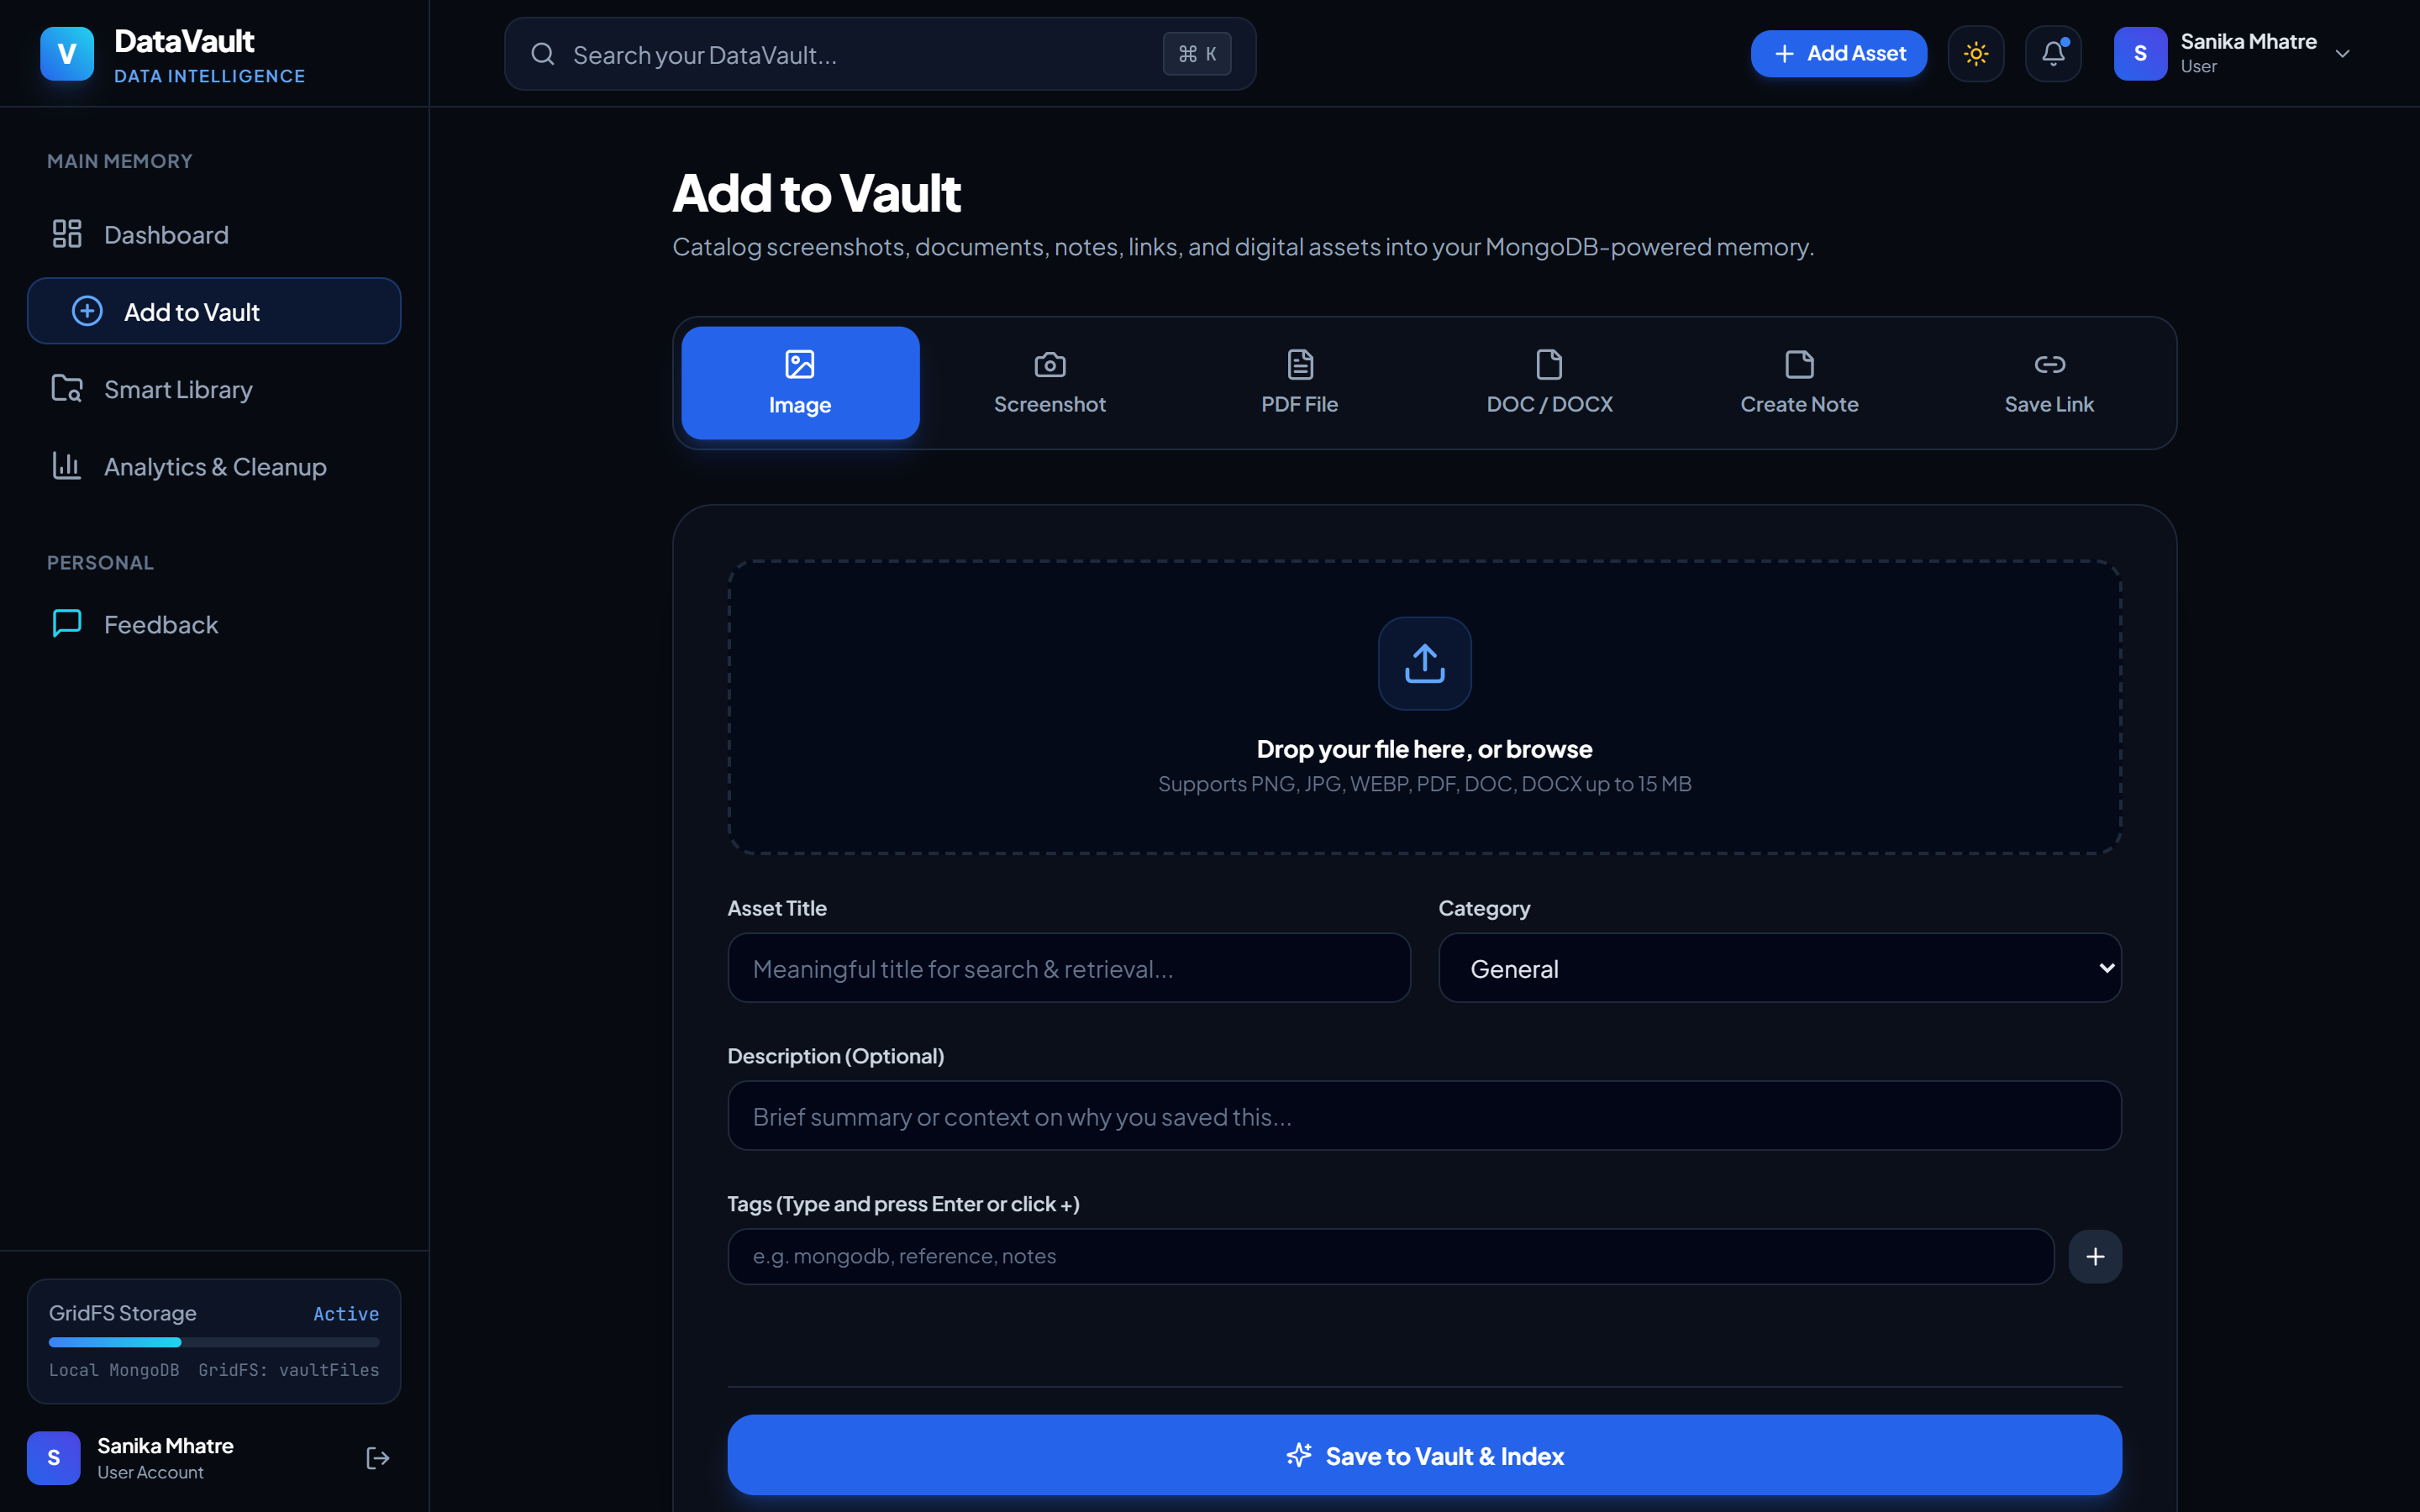 V
DataVault
DATA INTELLIGENCE
Search your DataVault...
⌘ K
Add Asset
S
Sanika Mhatre
User
MAIN MEMORY
Dashboard
Add to Vault
Smart Library
Analytics & Cleanup
PERSONAL
Feedback
GridFS Storage
Active
Local MongoDB
GridFS: vaultFiles
S
Sanika Mhatre
User Account
Add to Vault
Catalog screenshots, documents, notes, links, and digital assets into your MongoDB-powered memory.
Image
Screenshot
PDF File
DOC / DOCX
Create Note
Save Link
Drop your file here, or browse
Supports PNG, JPG, WEBP, PDF, DOC, DOCX up to 15 MB
Asset Title
Meaningful title for search & retrieval...
Category
General
Description (Optional)
Brief summary or context on why you saved this...
Tags (Type and press Enter or click +)
e.g. mongodb, reference, notes
Save to Vault & Index